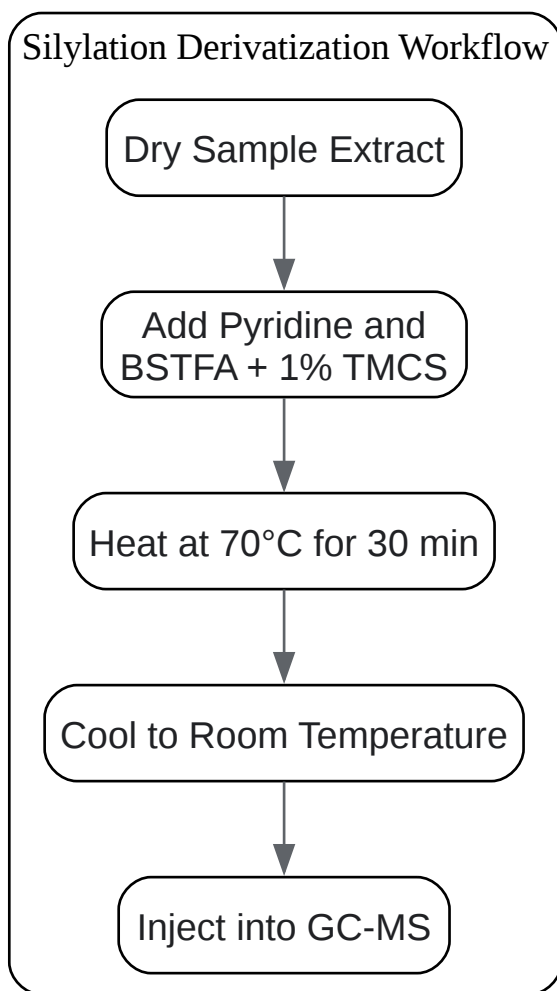 Silylation Derivatization Workflow
Dry Sample Extract
Add Pyridine and
BSTFA + 1% TMCS
Heat at 70°C for 30 min
Cool to Room Temperature
Inject into GC-MS